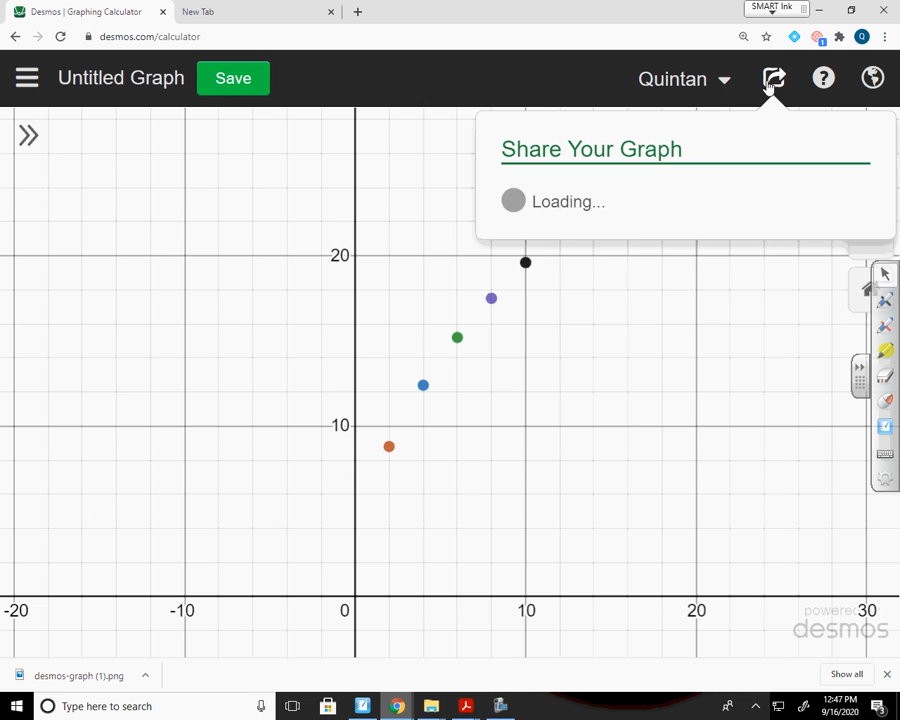 SMART Ink
Desmos | Graphing Calculator
New Tab
desmos.com/calculator
Untitled Graph
Save
Quintan
?
Share Your Graph
Loading...
20
10
-20
-10
0
10
20
30
powered by
desmos
desmos-graph (1).png
Show all
Type here to search
12:47 PM
9/16/2020
3